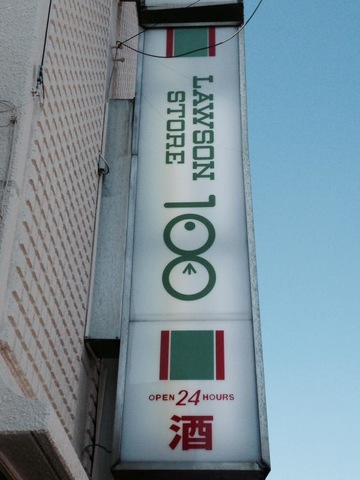 LAWSON
STORE
100
OPEN 24 HOURS
酒